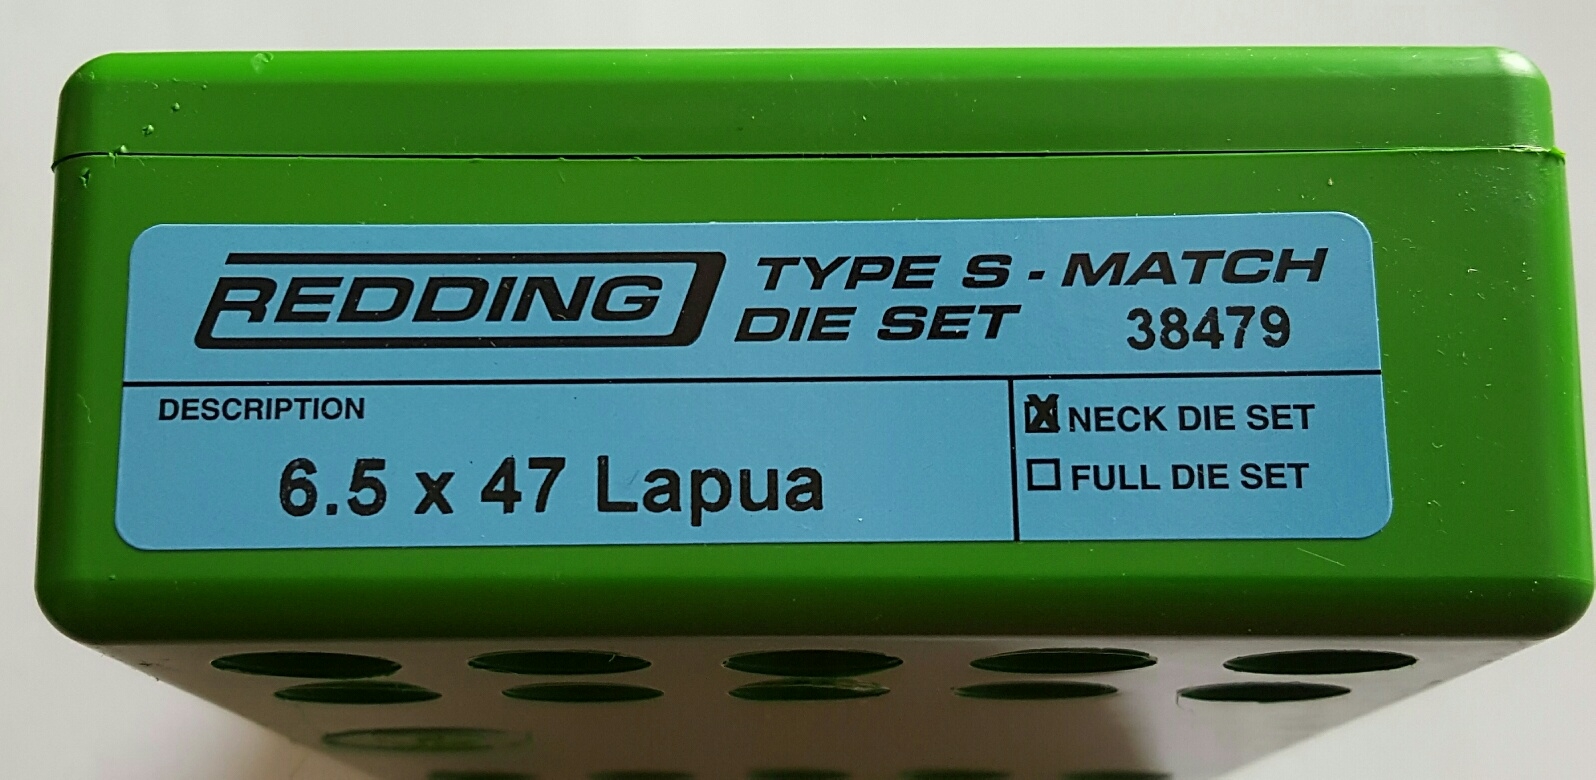 REDDING TYPE S - MATCH
DIE SET 38479
DESCRIPTION
6.5 x 47 Lapua
☒ NECK DIE SET
☐ FULL DIE SET